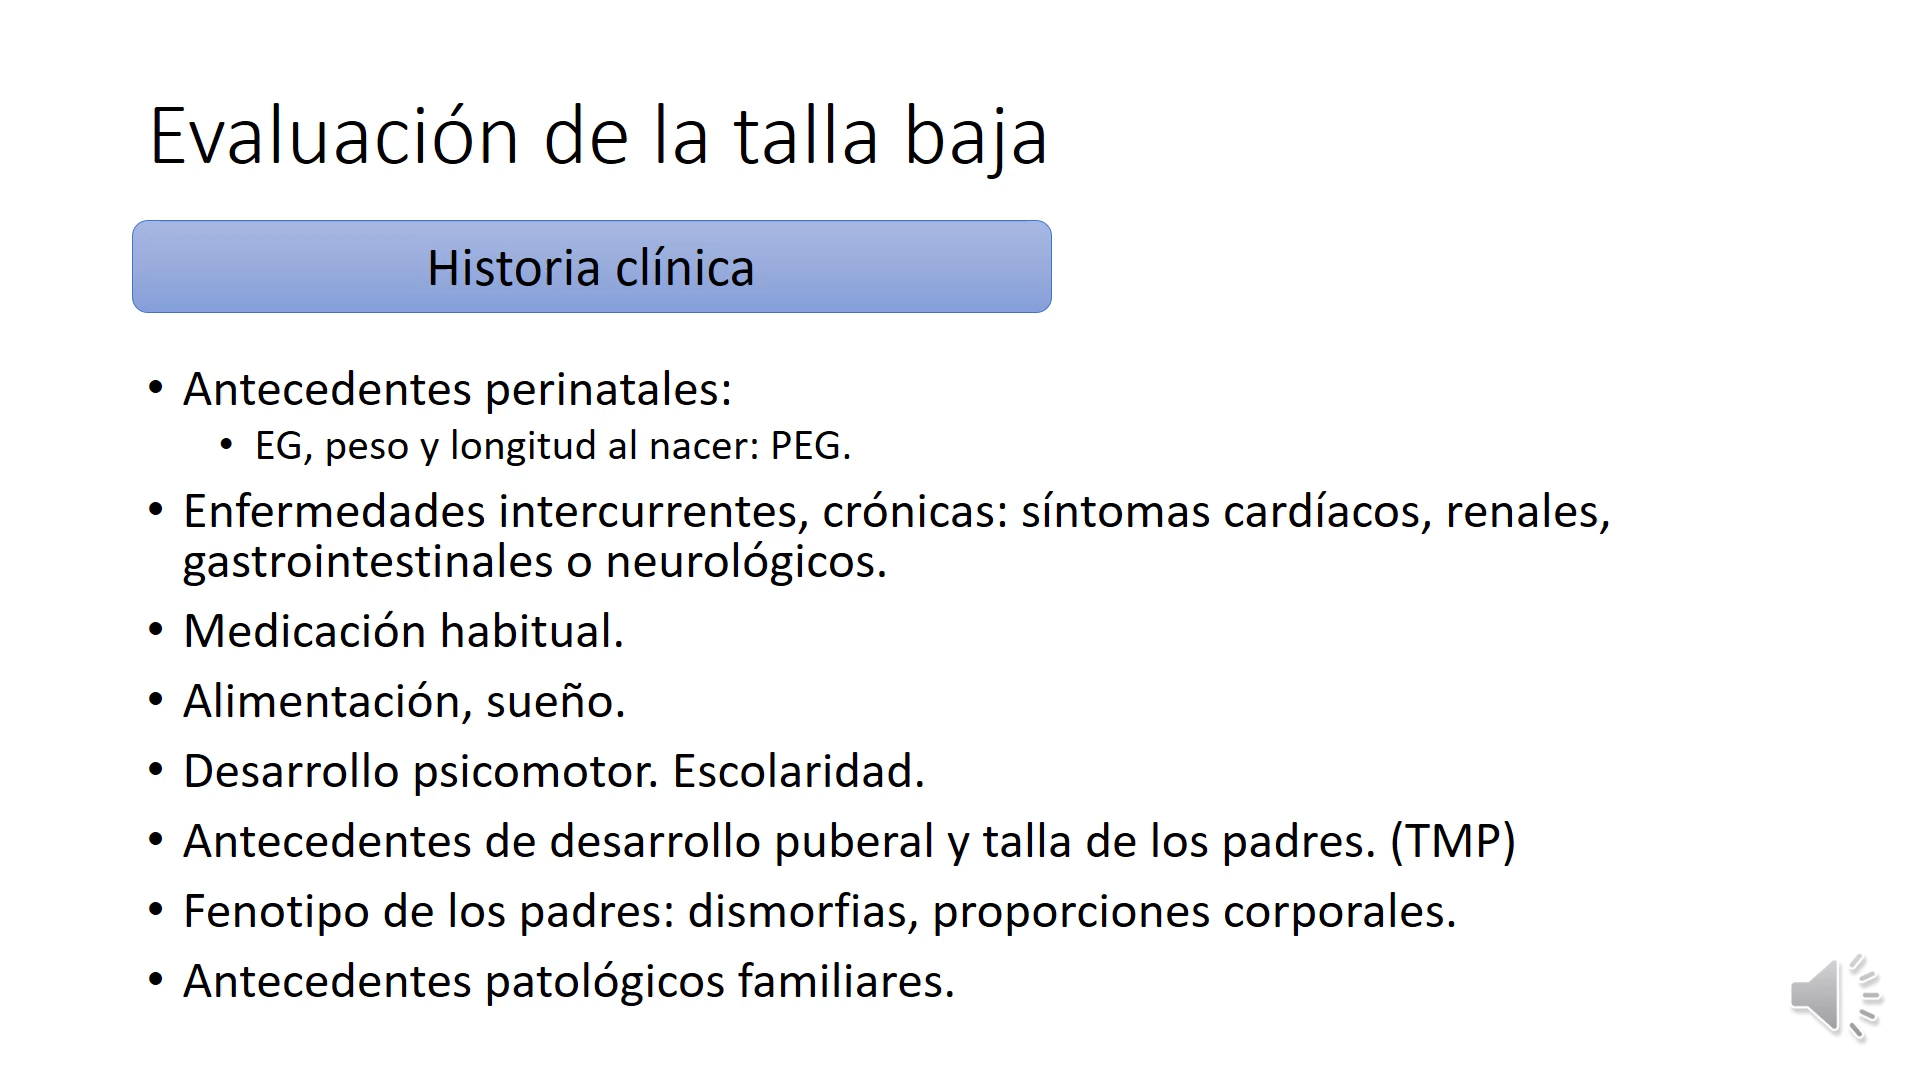 Evaluación de la talla baja
Historia clínica
• Antecedentes perinatales:
• EG, peso y longitud al nacer: PEG.
• Enfermedades intercurrentes, crónicas: síntomas cardíacos, renales,
gastrointestinales o neurológicos.
• Medicación habitual.
• Alimentación, sueño.
• Desarrollo psicomotor. Escolaridad.
• Antecedentes de desarrollo puberal y talla de los padres. (TMP)
• Fenotipo de los padres: dismorfias, proporciones corporales.
• Antecedentes patológicos familiares.